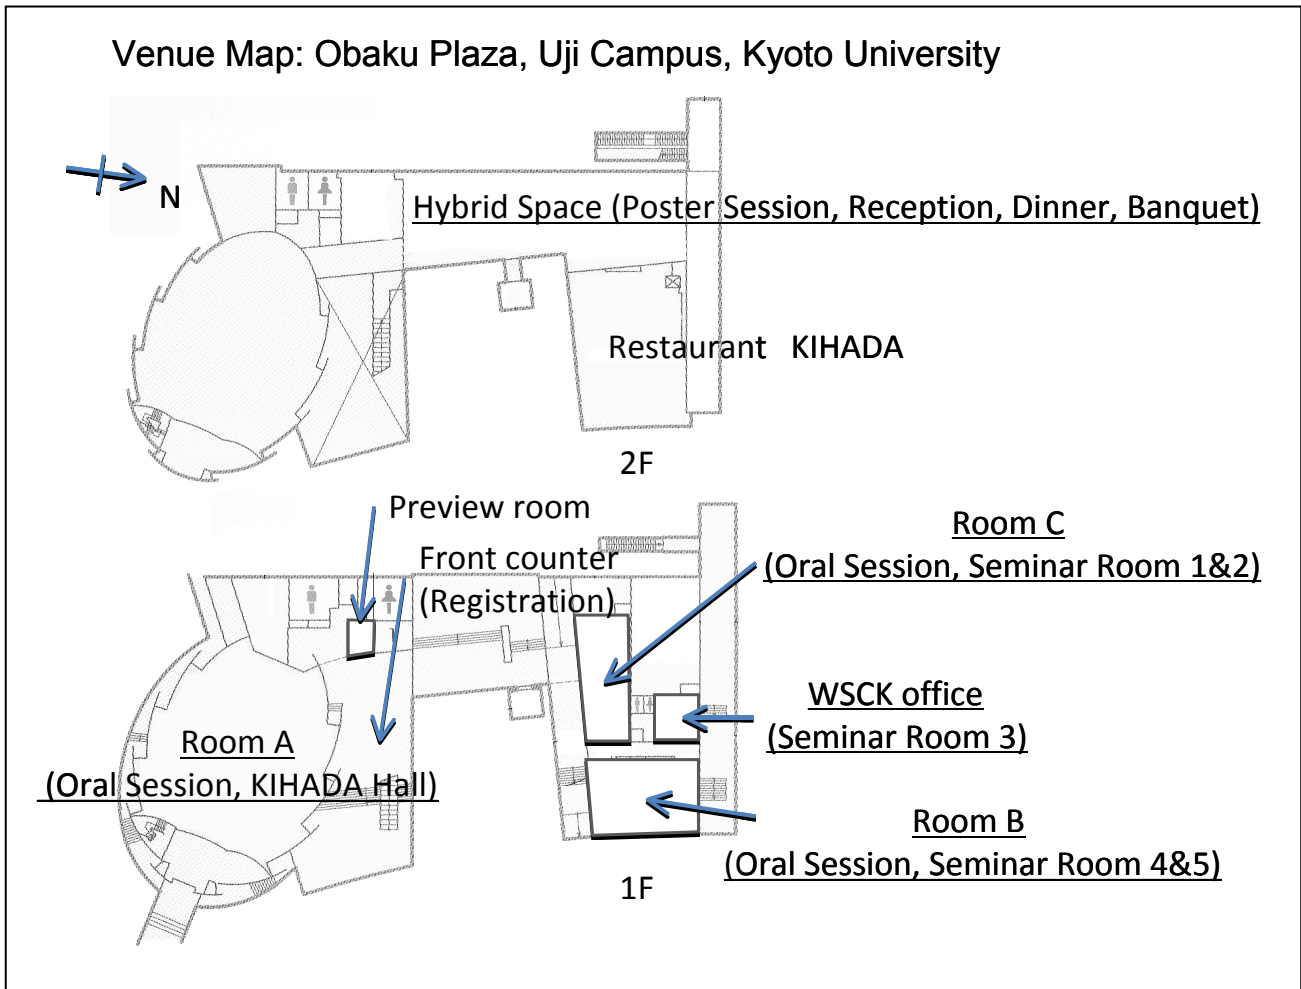 Venue Map: Obaku Plaza, Uji Campus, Kyoto University
N
Hybrid Space (Poster Session, Reception, Dinner, Banquet)
Restaurant KIHADA
2F
Preview room
Front counter
(Registration)
Room C
(Oral Session, Seminar Room 1&2)
WSCK office
(Seminar Room 3)
Room A
(Oral Session, KIHADA Hall)
Room B
(Oral Session, Seminar Room 4&5)
1F